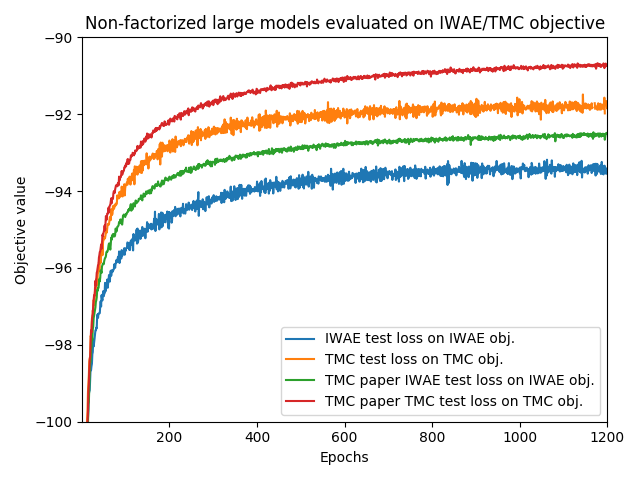 Non-factorized large models evaluated on IWAE/TMC objective
−90
−92
−94
−96
−98
−100
Objective value
200
400
600
800
1000
1200
Epochs
IWAE test loss on IWAE obj.
TMC test loss on TMC obj.
TMC paper IWAE test loss on IWAE obj.
TMC paper TMC test loss on TMC obj.